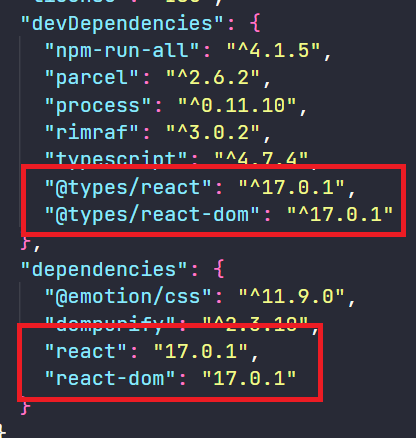 "devDependencies": {
"npm-run-all": "^4.1.5",
"parcel": "^2.6.2",
"process": "^0.11.10",
"rimraf": "^3.0.2",
"typescript": "^4.7.4",
"@types/react": "^17.0.1",
"@types/react-dom": "^17.0.1"
},
"dependencies": {
"@emotion/css": "^11.9.0",
"dompurify": "^2.3.10",
"react": "17.0.1",
"react-dom": "17.0.1"
}
}